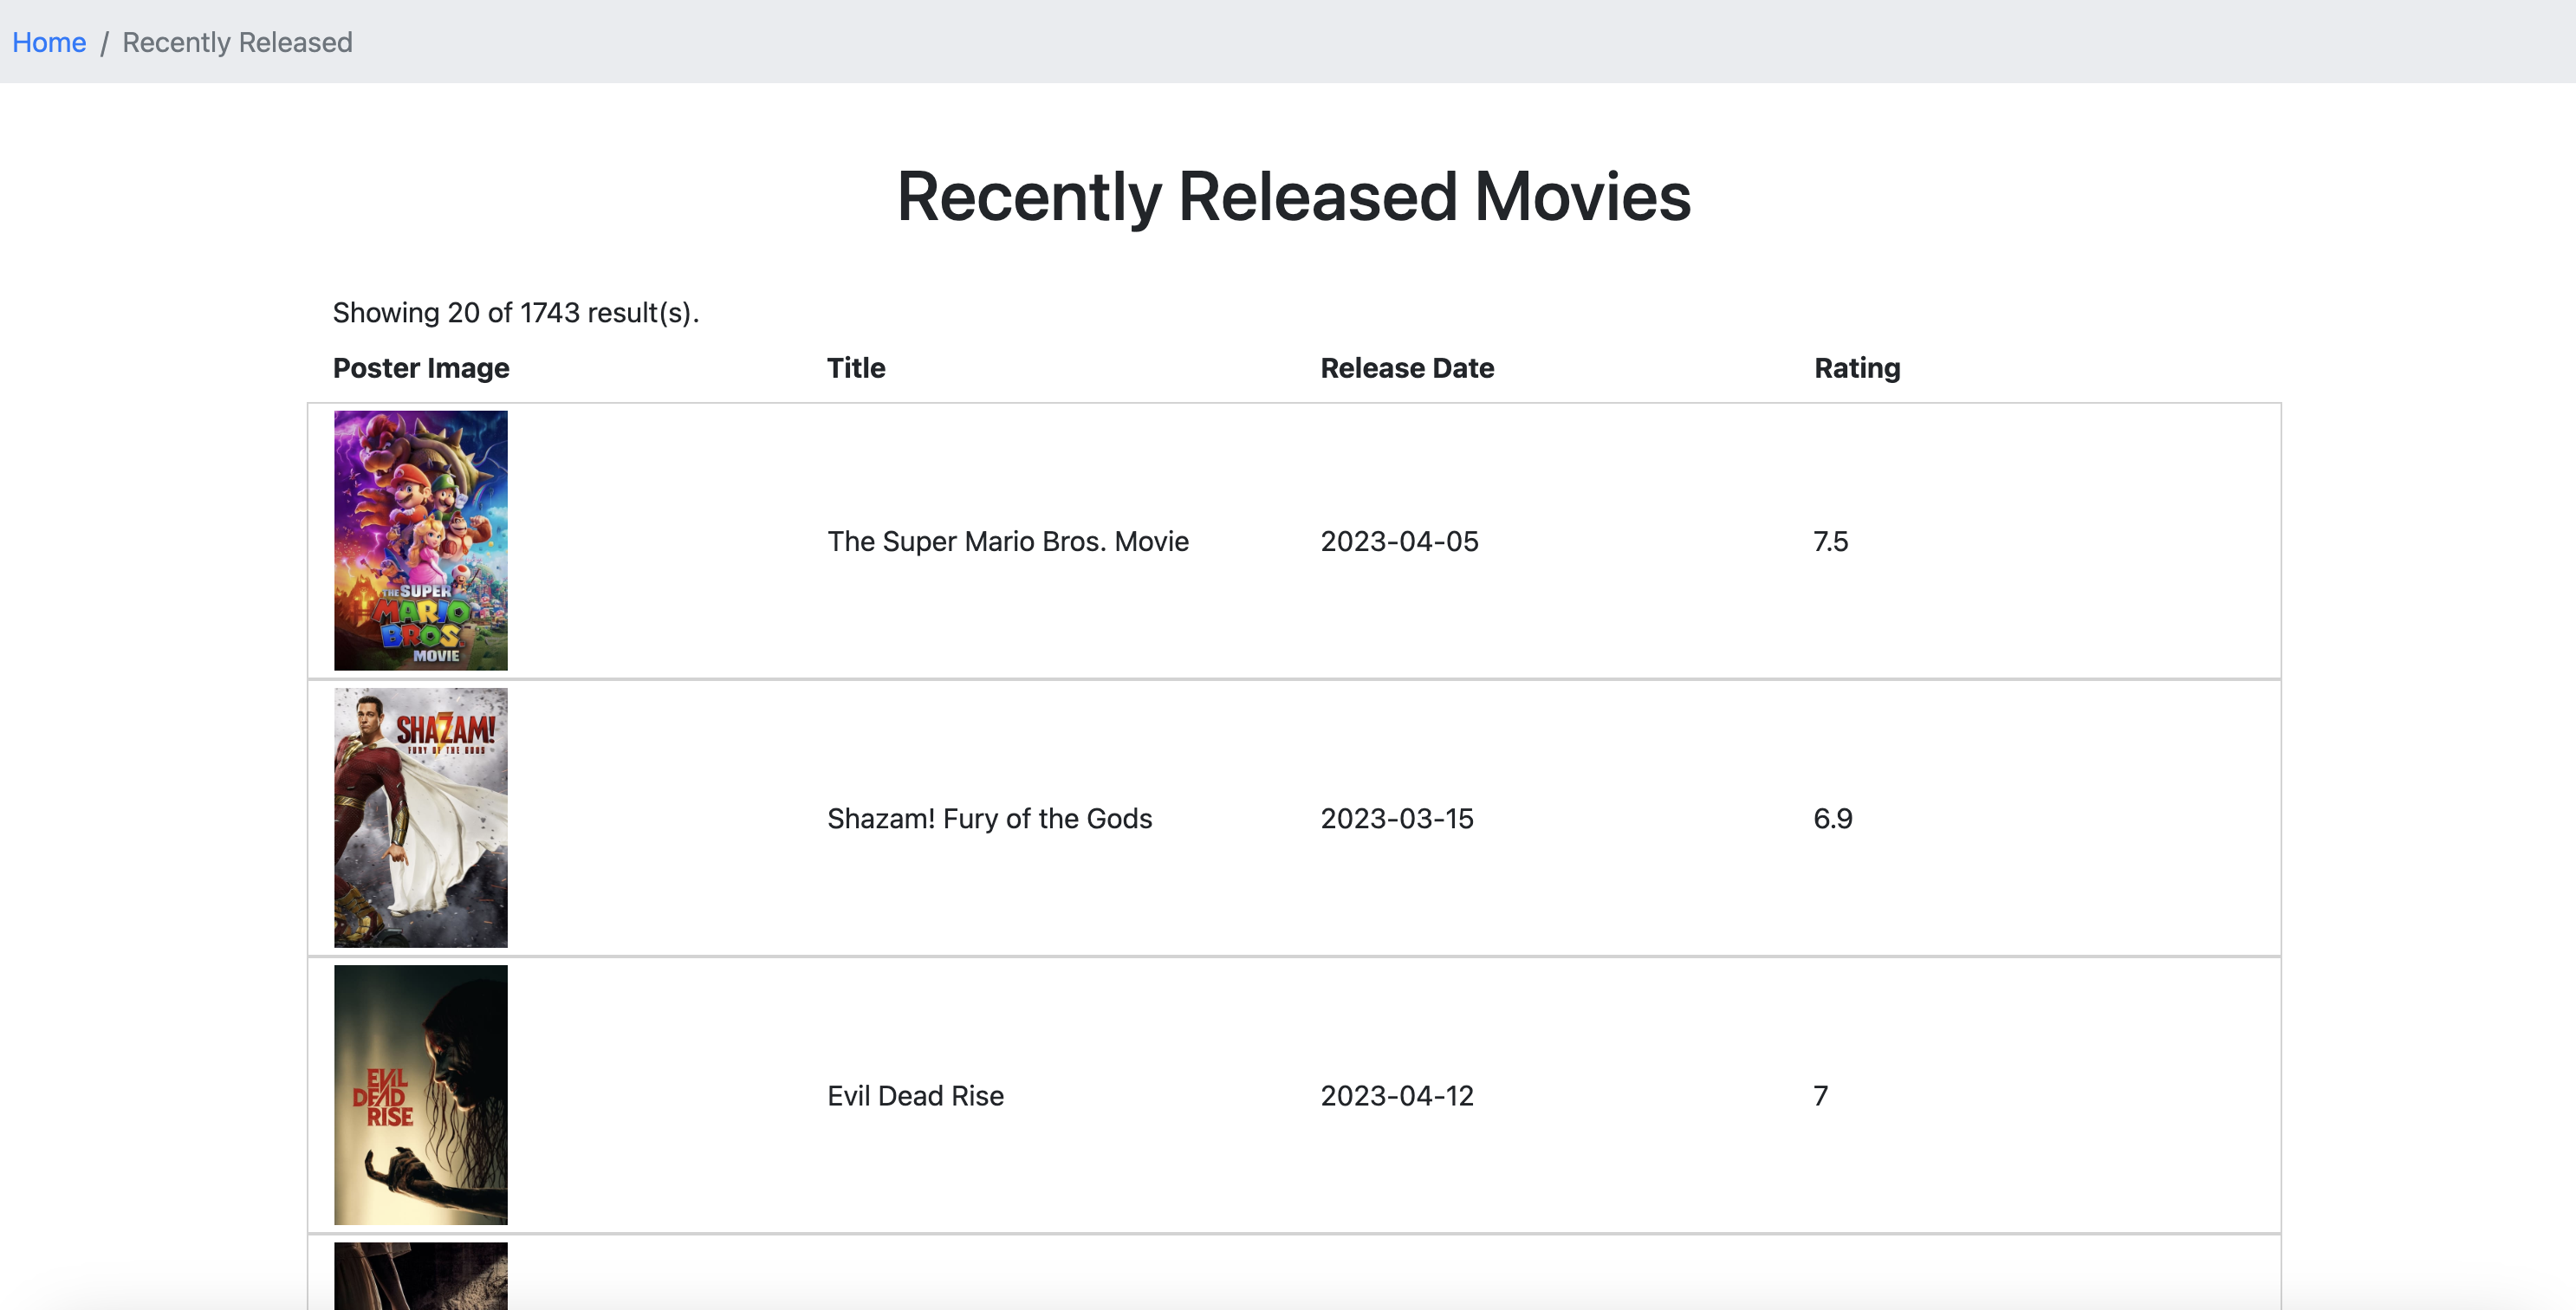 Home / Recently Released
Recently Released Movies
Showing 20 of 1743 result(s).
Poster Image Title Release Date Rating
THE SUPER
MARIO
BROS.
MOVIE
The Super Mario Bros. Movie 2023-04-05 7.5
SHAZAM!
FURY OF THE GODS
Shazam! Fury of the Gods 2023-03-15 6.9
EVIL
DEAD
RISE
Evil Dead Rise 2023-04-12 7